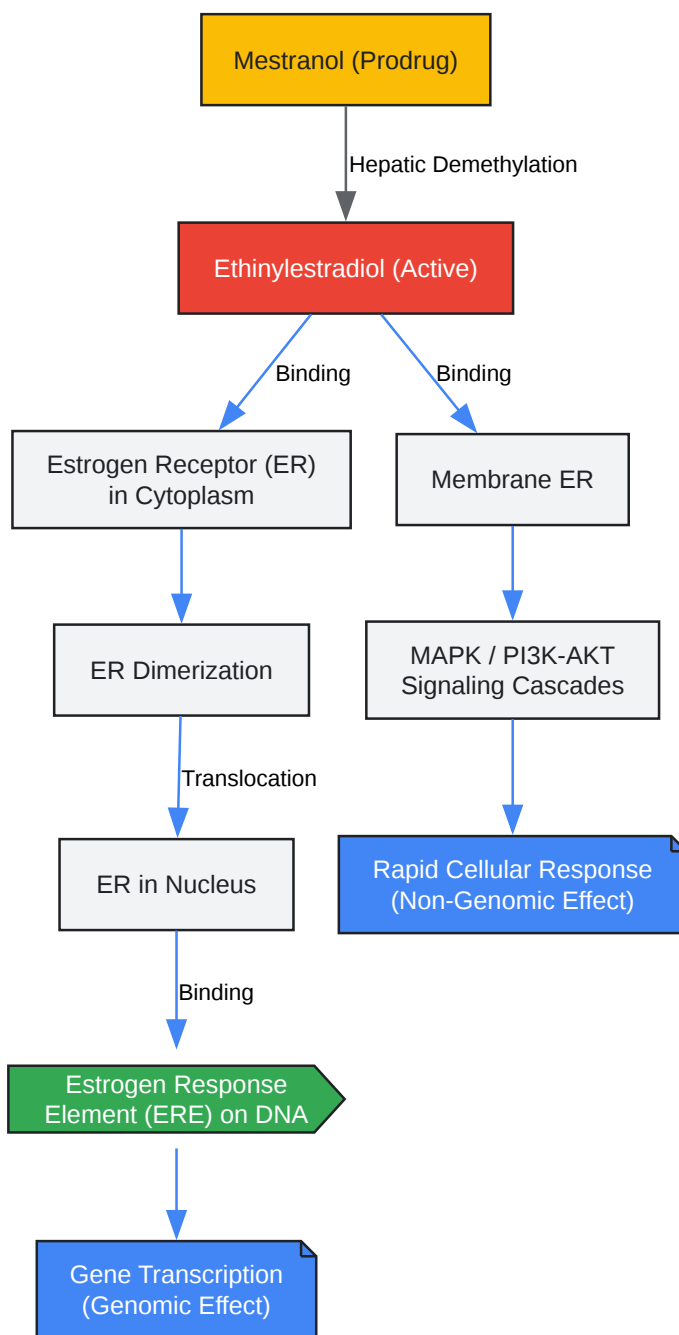 Mestranol (Prodrug)
Hepatic Demethylation
Ethinylestradiol (Active)
Binding
Binding
Estrogen Receptor (ER)
in Cytoplasm
Membrane ER
ER Dimerization
MAPK / PI3K-AKT
Signaling Cascades
Translocation
ER in Nucleus
Rapid Cellular Response
(Non-Genomic Effect)
Binding
Estrogen Response
Element (ERE) on DNA
Gene Transcription
(Genomic Effect)